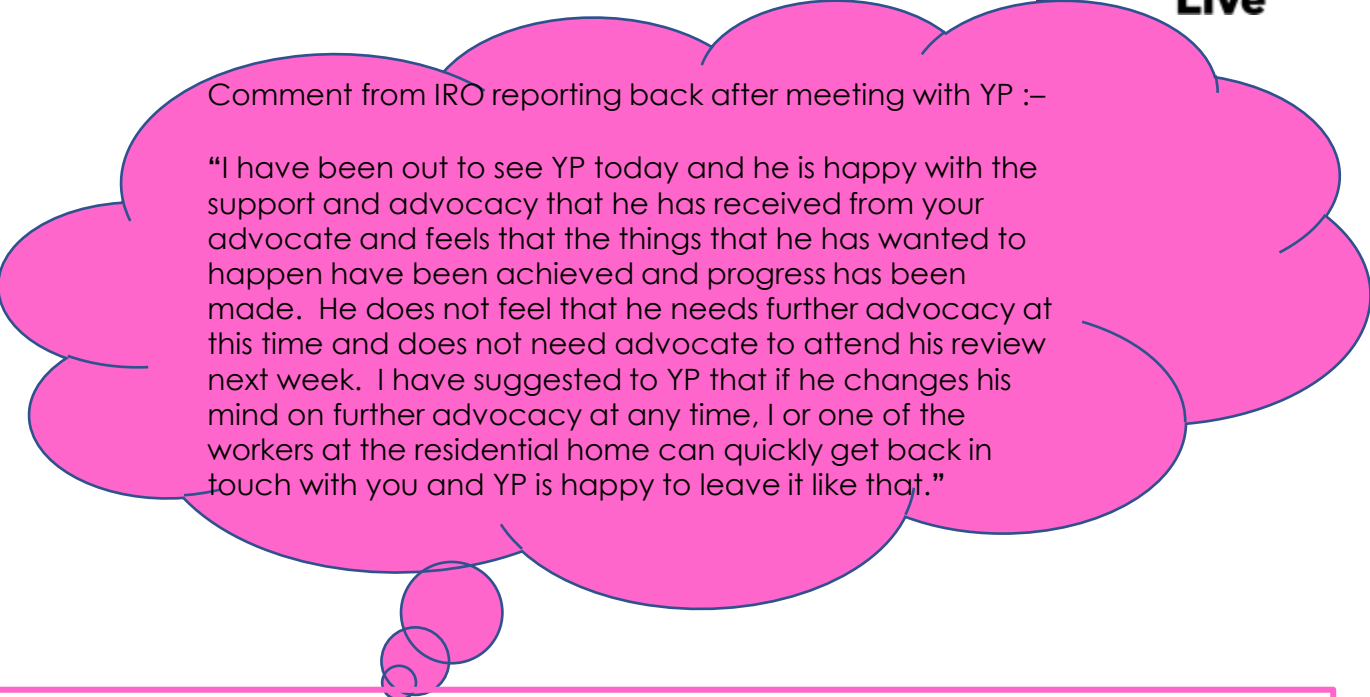 Live
Comment from IRO reporting back after meeting with YP :–
“I have been out to see YP today and he is happy with the
support and advocacy that he has received from your
advocate and feels that the things that he has wanted to
happen have been achieved and progress has been
made.  He does not feel that he needs further advocacy at
this time and does not need advocate to attend his review
next week.  I have suggested to YP that if he changes his
mind on further advocacy at any time, I or one of the
workers at the residential home can quickly get back in
touch with you and YP is happy to leave it like that.”